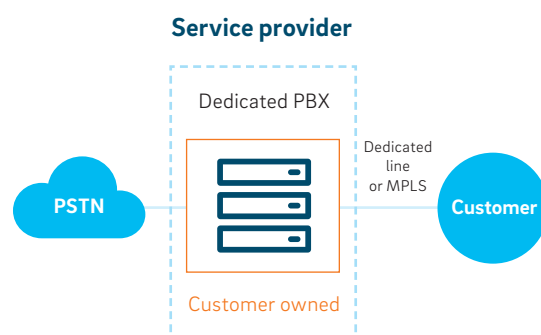 Service provider
Dedicated PBX
Dedicated
line
or MPLS
PSTN
Customer
Customer owned